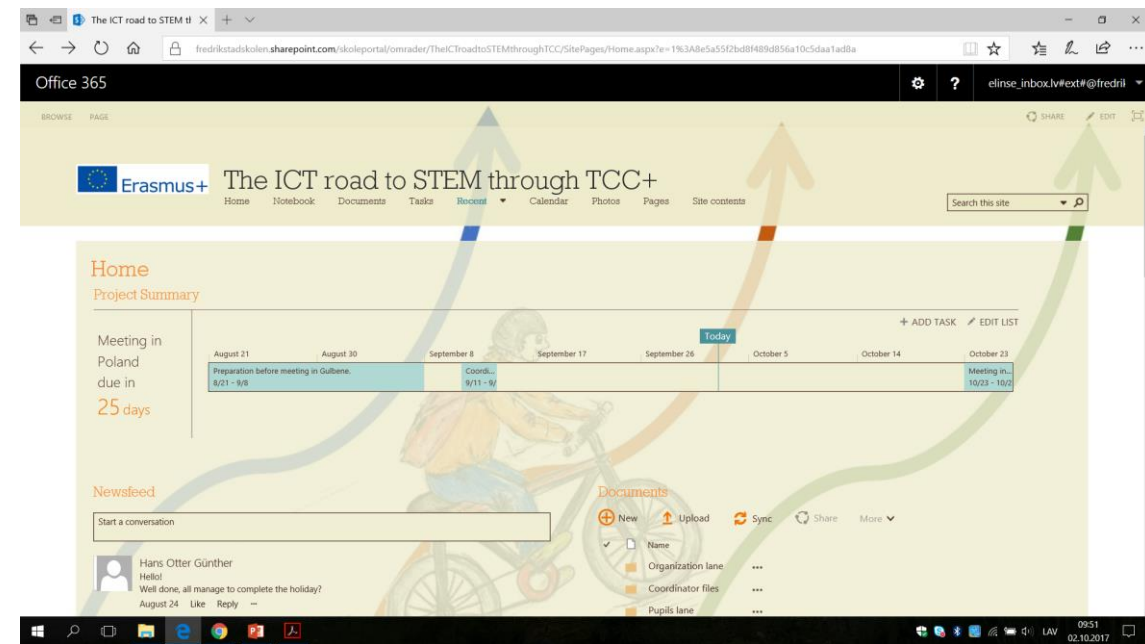 The ICT road to STEM tl
fredrikstadskolen.sharepoint.com/skoleportal/omrader/TheICTroadtoSTEMthroughTCC/SitePages/Home.aspx?e=1%3A8e5a55f2bd8f489d856a10c5daa1ad8a
Office 365
? elinse_inbox.lv#ext#@fredril
BROWSE PAGE SHARE EDIT
Erasmus+ The ICT road to STEM through TCC+
Home Notebook Documents Tasks Recent Calendar Photos Pages Site contents
Search this site
Home
Project Summary
+ ADD TASK EDIT LIST
Meeting in
Poland
due in
25 days
Today
August 21 August 30 September 8 September 17 September 26 October 5 October 14 October 23
Preparation before meeting in Gulbene. Coordi... Meeting in...
8/21 - 9/8 9/11 - 9/ 10/23 - 10/2
Newsfeed
Start a conversation
Hans Otter Günther
Hello!
Well done, all manage to complete the holiday?
August 24 Like Reply ...
Documents
New Upload Sync Share More
Name
Organization lane ...
Coordinator files ...
Pupils lane ...
LAV 09:51
02.10.2017